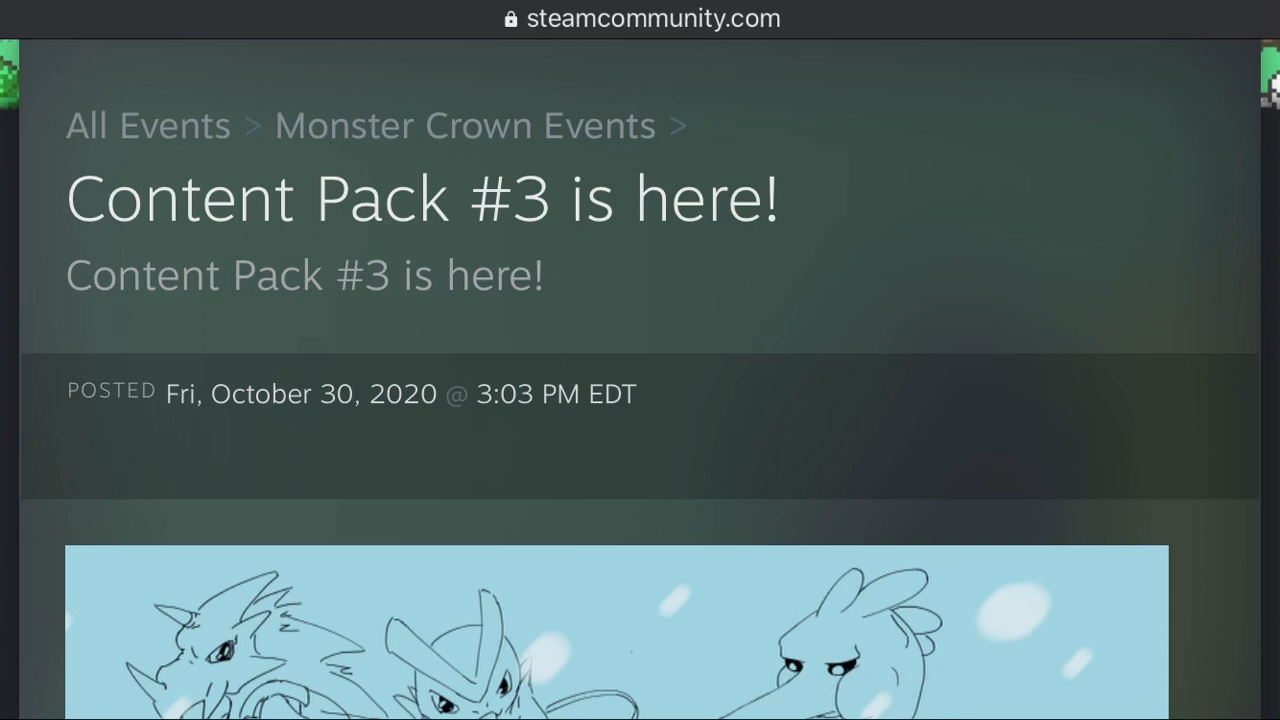 steamcommunity.com
All Events > Monster Crown Events >
Content Pack #3 is here!
Content Pack #3 is here!
POSTED Fri, October 30, 2020 @ 3:03 PM EDT